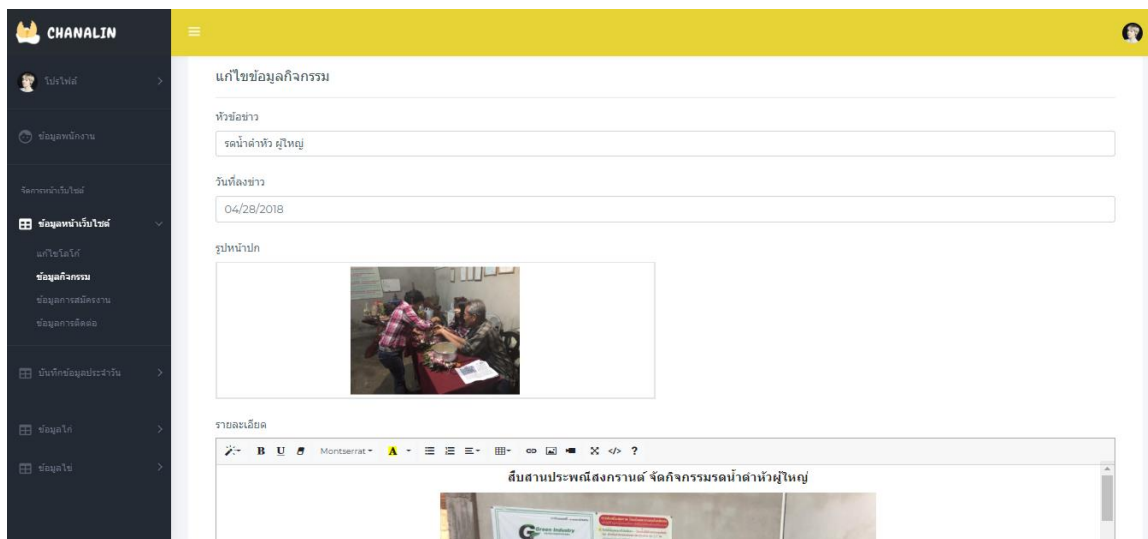 CHANALIN
โปรไฟล์
ข้อมูลพนักงาน
จัดการหน้าเว็บไซต์
ข้อมูลหน้าเว็บไซต์
แก้ไขโลโก้
ข้อมูลกิจกรรม
ข้อมูลการสมัครงาน
ข้อมูลการติดต่อ
บันทึกข้อมูลประจำวัน
ข้อมูลไก่
ข้อมูลไข่
แก้ไขข้อมูลกิจกรรม
หัวข้อข่าว
รดน้ำดำหัว ผู้ใหญ่
วันที่ลงข่าว
04/28/2018
รูปหน้าปก
รายละเอียด
B U Montserrat A </> ?
สืบสานประพณีสงกรานต์ จัดกิจกรรมรดน้ำดำหัวผู้ใหญ่
Green Industry